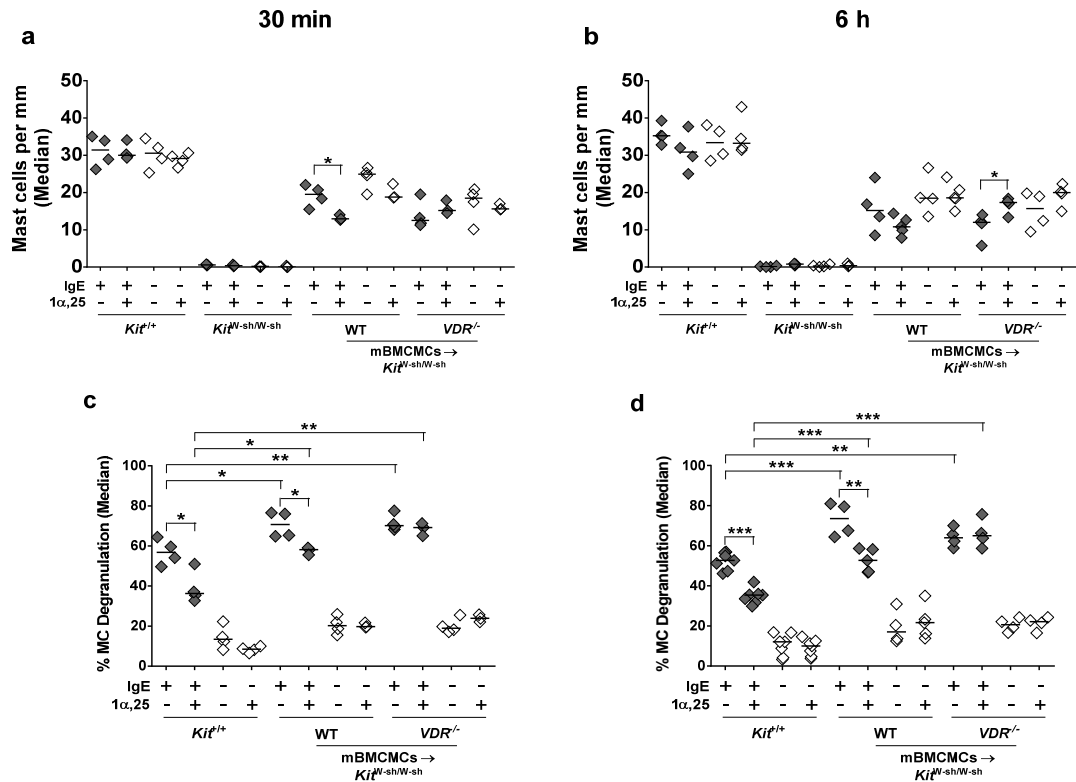 30 min
6 h
a
Mast cells per mm
(Median)
50
40
30
20
10
0
*
IgE + + - - + + - - + + - - + + - -
1α,25 - + - + - + - + - + - + - + - +
Kit+/+ KitW-sh/W-sh WT VDR-/-
mBMCMCs →
KitW-sh/W-sh
b
Mast cells per mm
(Median)
50
40
30
20
10
0
*
IgE + + - - + + - - + + - - + + - -
1α,25 - + - + - + - + - + - + - + - +
Kit+/+ KitW-sh/W-sh WT VDR-/-
mBMCMCs →
KitW-sh/W-sh
c
% MC Degranulation (Median)
100
80
60
40
20
0
**
*
**
*
*
*
IgE + + - - + + - - + + - -
1α,25 - + - + - + - + - + - +
Kit+/+ WT VDR-/-
mBMCMCs →
KitW-sh/W-sh
d
% MC Degranulation (Median)
100
80
60
40
20
0
***
***
**
***
**
***
IgE + + - - + + - - + + - -
1α,25 - + - + - + - + - + - +
Kit+/+ WT VDR-/-
mBMCMCs →
KitW-sh/W-sh